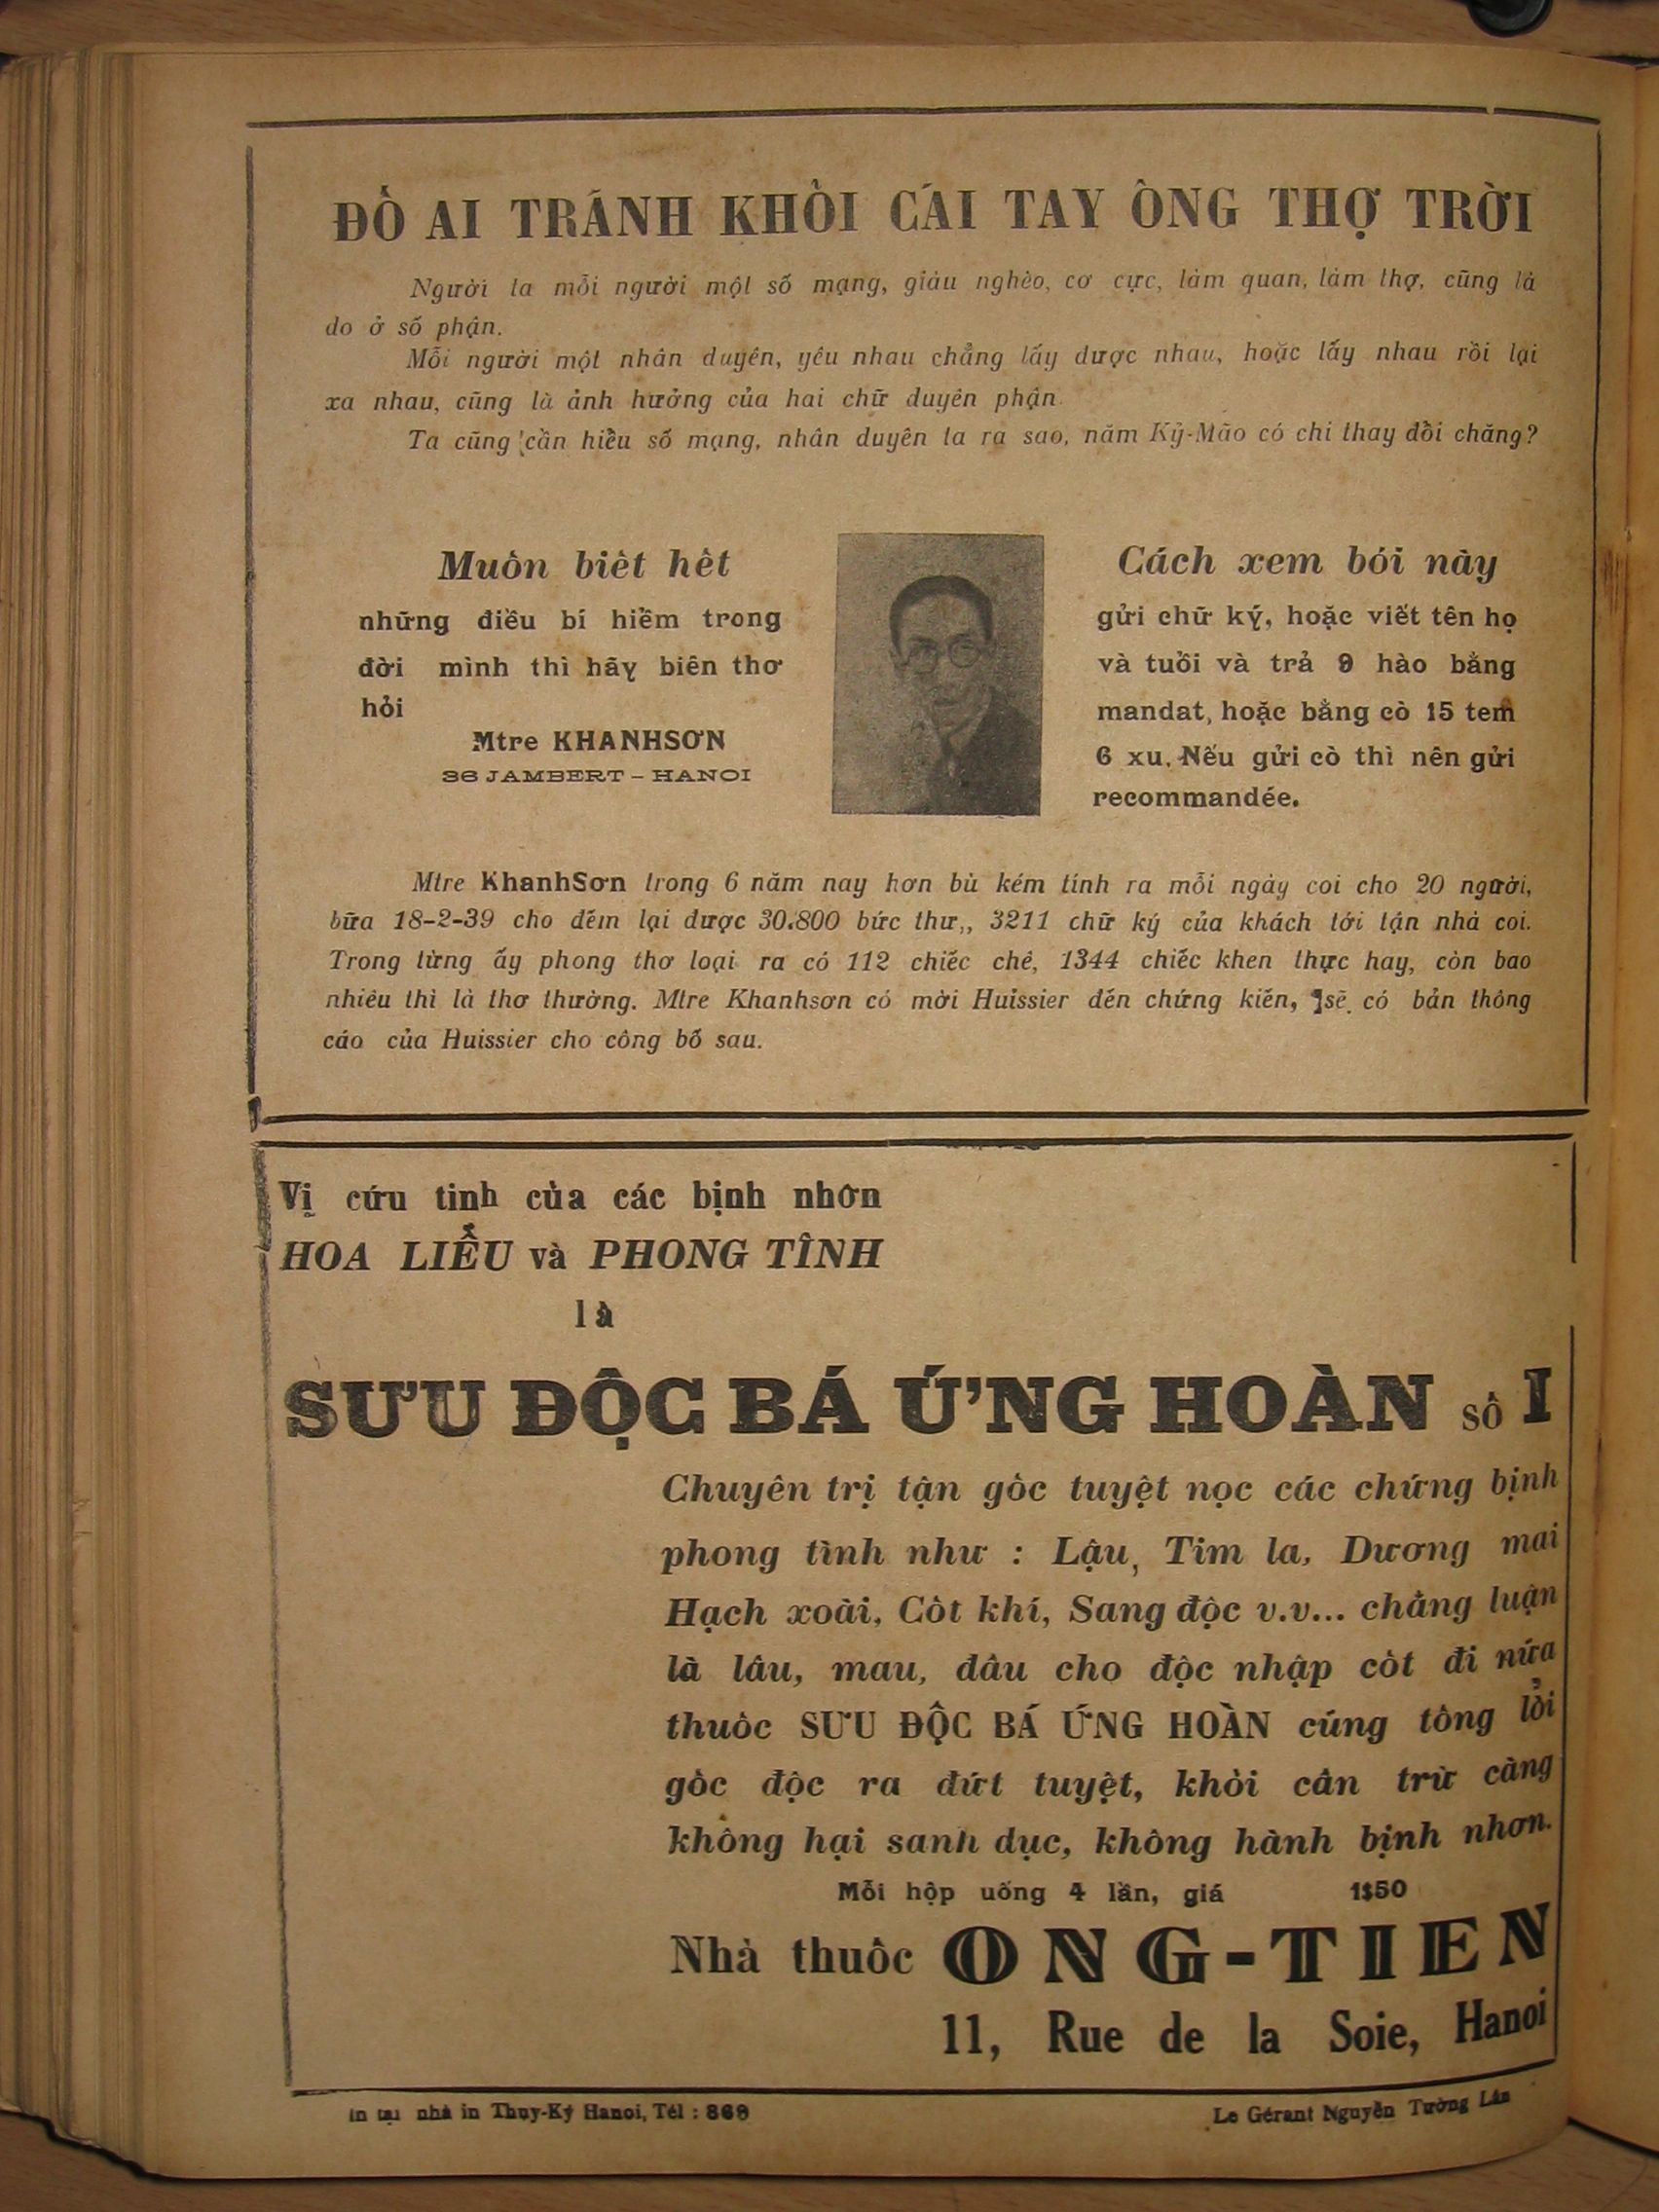 ĐỐ AI TRÁNH KHỎI CÁI TAY ÔNG THỢ TRỜI
Người ta mỗi người một số mạng, giàu nghèo, cơ cực, làm quan, làm thợ, cũng là
do ở số phận.
Mỗi người một nhân duyên, yêu nhau chẳng lấy được nhau, hoặc lấy nhau rồi lại
xa nhau, cũng là ảnh hưởng của hai chữ duyên phận.
Ta cũng cần hiểu số mạng, nhân duyên ta ra sao, năm Kỷ-Mão có chi thay đổi chăng?
Muốn biết hết
những điều bí hiểm trong
đời mình thì hãy biên thơ
hỏi
Mtre KHANHSƠN
36 JAMBERT – HANOI
Cách xem bói này
gửi chữ ký, hoặc viết tên họ
và tuổi và trả 9 hào bằng
mandat, hoặc bằng cò 15 tem
6 xu. Nếu gửi cò thì nên gửi
recommandée.
Mtre KhanhSơn trong 6 năm nay hơn bù kém tính ra mỗi ngày coi cho 20 người,
bữa 18-2-39 cho đếm lại được 30.800 bức thư,, 3211 chữ ký của khách tới tận nhà coi.
Trong từng ấy phong thơ loại ra có 112 chiếc chê, 1344 chiếc khen thực hay, còn bao
nhiêu thì là thơ thường. Mtre Khanhsơn có mời Huissier đến chứng kiến, sẽ có bản thông
cáo của Huissier cho công bố sau.
Vị cứu tinh của các bịnh nhơn
HOA LIỄU và PHONG TÌNH
là
SƯU ĐỘC BÁ ỨNG HOÀN số I
Chuyên trị tận gốc tuyệt nọc các chứng bịnh
phong tình như : Lậu, Tim la, Dương mai
Hạch xoài, Cốt khí, Sang độc v.v... chẳng luận
là lâu, mau, dầu cho độc nhập cốt đi nữa
thuốc SƯU ĐỘC BÁ ỨNG HOÀN cũng tống lỏi
gốc độc ra dứt tuyệt, khỏi cần trừ căng
không hại sanh dục, không hành bịnh nhơn.
Mỗi hộp uống 4 lần, giá 1$50
Nhà thuốc ONG-TIEN
11, Rue de la Soie, Hanoi
In tại nhà in Thụy-Ký Hanoi, Tél : 869
Le Gérant Nguyễn Tường Lân